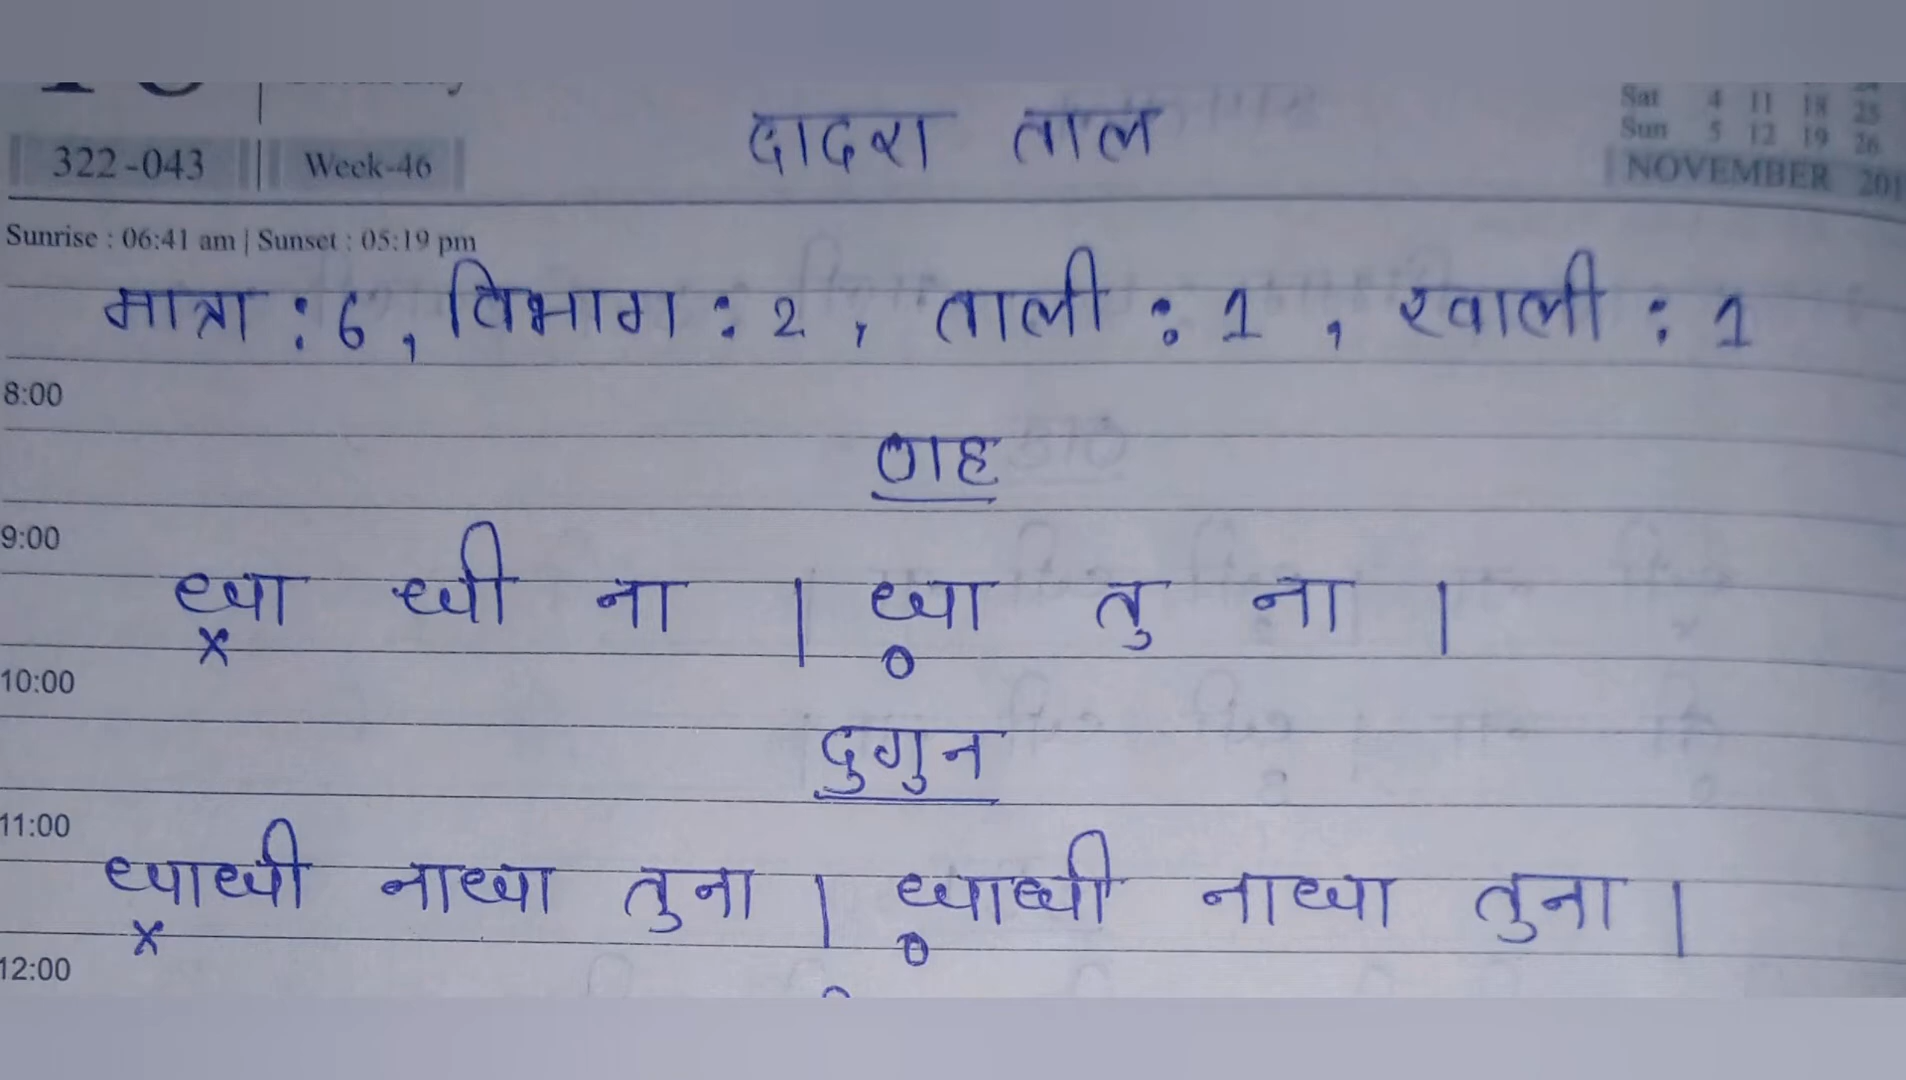 322-043 Week-46
दादरा ताल
Sat 4 11 18 25
Sun 5 12 19 26
NOVEMBER 201
Sunrise : 06:41 am | Sunset : 05:19 pm
मात्रा : 6, विभाग : 2, ताली : 1, खाली : 1
8:00
ठाह
9:00
धा धी ना | धा तु ना |
x o
10:00
दुगुन
11:00
धाधी नाधा तुना | धाधी नाधा तुना |
x o
12:00